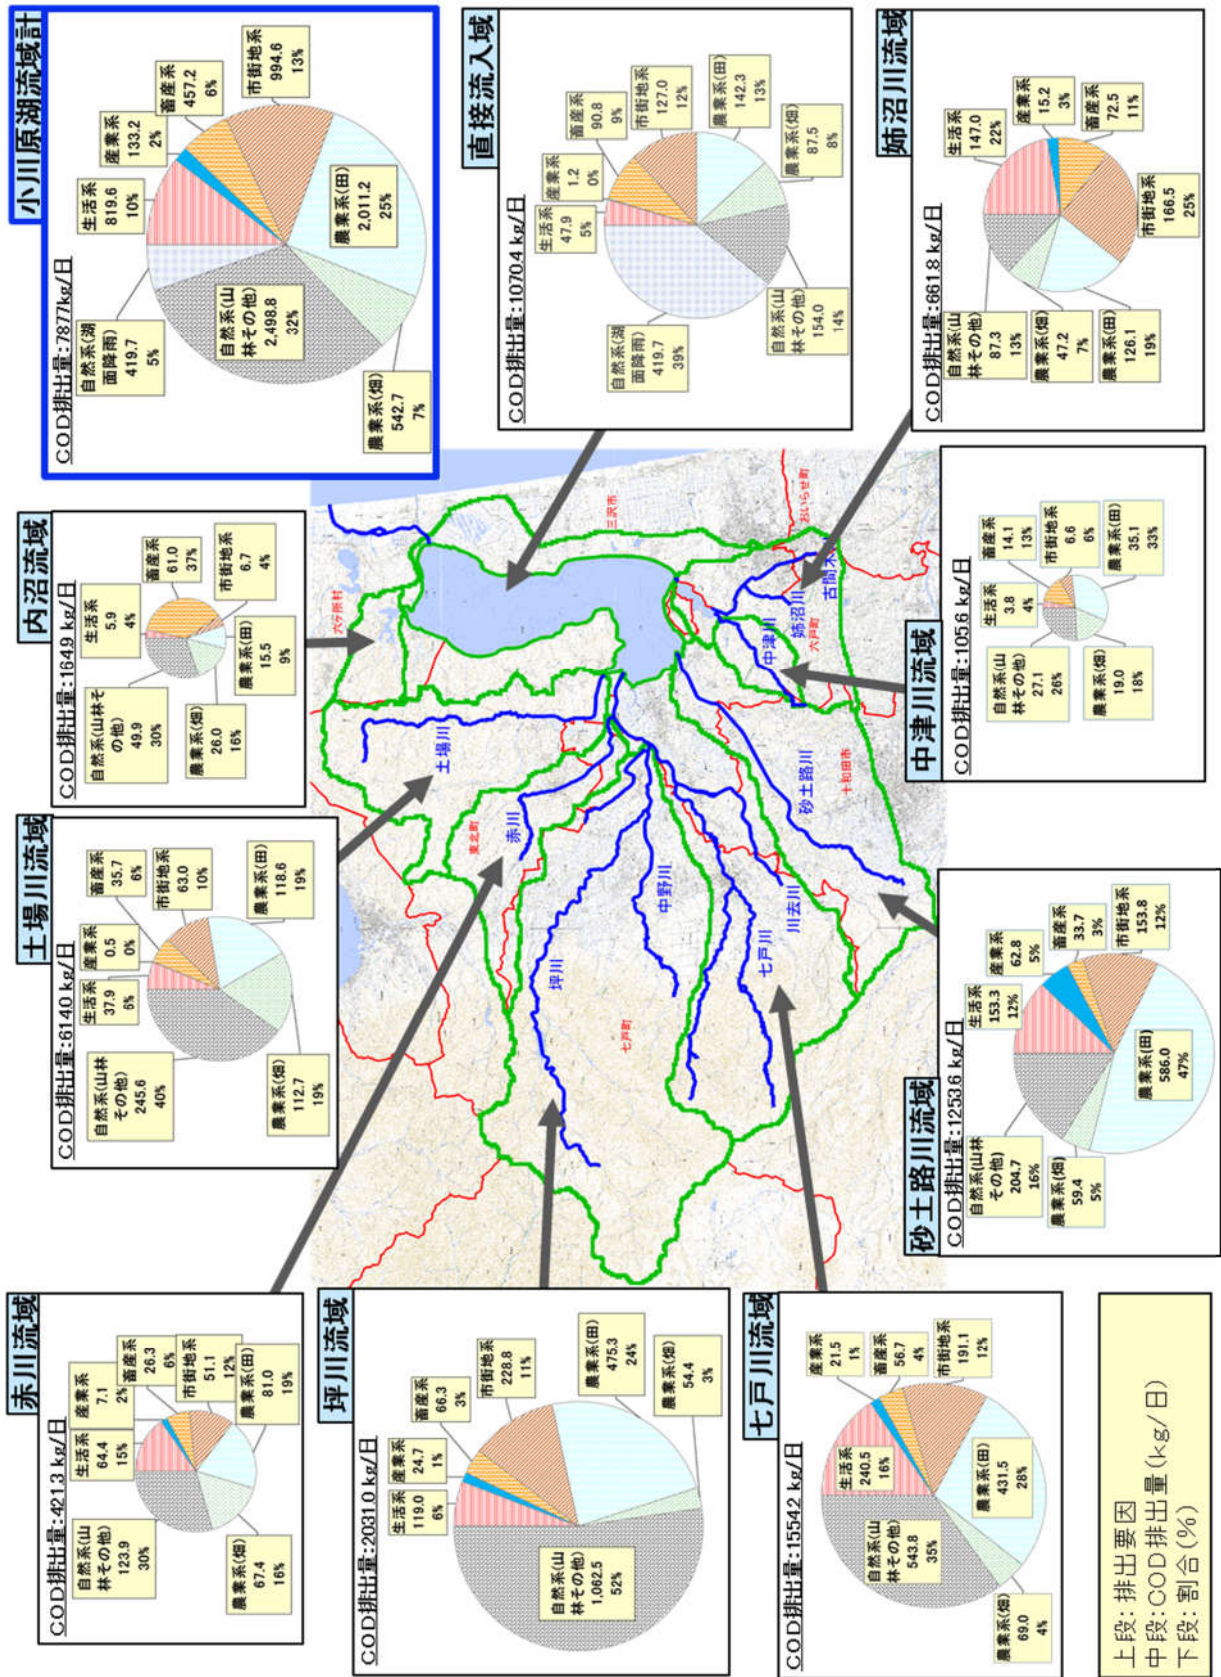 赤川流域
COD排出量:421.3 kg/日
生活系
64.4
15%
産業系
7.1
2%
畜産系
26.3
6%
市街地系
51.1
12%
農業系(田)
81.0
19%
農業系(畑)
67.4
16%
自然系(山
林その他)
123.9
30%
土場川流域
COD排出量:614.0 kg/日
生活系
37.9
6%
産業系
0.5
0%
畜産系
35.7
6%
市街地系
63.0
10%
農業系(田)
118.6
19%
農業系(畑)
112.7
19%
自然系(山林
その他)
245.6
40%
内沼流域
COD排出量:164.9 kg/日
生活系
5.9
4%
畜産系
61.0
37%
市街地系
6.7
4%
農業系(田)
15.5
9%
農業系(畑)
26.0
16%
自然系(山林そ
の他)
49.9
30%
小川原湖流域計
COD排出量:7877kg/日
生活系
819.6
10%
産業系
133.2
2%
畜産系
457.2
6%
市街地系
994.6
13%
農業系(田)
2,011.2
25%
農業系(畑)
542.7
7%
自然系(山
林その他)
2,498.8
32%
自然系(湖
面降雨)
419.7
5%
坪川流域
COD排出量:2031.0 kg/日
生活系
119.0
6%
産業系
24.7
1%
畜産系
66.3
3%
市街地系
228.8
11%
農業系(田)
475.3
24%
農業系(畑)
54.4
3%
自然系(山
林その他)
1,062.5
52%
直接流入域
COD排出量:1070.4 kg/日
生活系
47.9
5%
産業系
1.2
0%
畜産系
90.8
9%
市街地系
127.0
12%
農業系(田)
142.3
13%
農業系(畑)
87.5
8%
自然系(山
林その他)
154.0
14%
自然系(湖
面降雨)
419.7
39%
六ケ所村
土場川
東北町
赤川
坪川
七戸町
中野川
七戸川
川去川
砂土路川
十和田市
中津川
姉沼川
六戸町
古間木
三沢市
おいらせ町
七戸川流域
COD排出量:1554.2 kg/日
生活系
240.5
16%
産業系
21.5
1%
畜産系
56.7
4%
市街地系
191.1
12%
農業系(田)
431.5
28%
農業系(畑)
69.0
4%
自然系(山
林その他)
543.8
35%
砂土路川流域
COD排出量:1253.6 kg/日
生活系
153.3
12%
産業系
62.8
5%
畜産系
33.7
3%
市街地系
153.8
12%
農業系(田)
586.0
47%
農業系(畑)
59.4
5%
自然系(山林
その他)
204.7
16%
中津川流域
COD排出量:105.6 kg/日
生活系
3.8
4%
畜産系
14.1
13%
市街地系
6.6
6%
農業系(田)
35.1
33%
農業系(畑)
19.0
18%
自然系(山
林その他)
27.1
26%
姉沼川流域
COD排出量:661.8 kg/日
生活系
147.0
22%
産業系
15.2
3%
畜産系
72.5
11%
市街地系
166.5
25%
農業系(田)
126.1
19%
農業系(畑)
47.2
7%
自然系(山
林その他)
87.3
13%
上段:排出要因
中段:COD排出量(kg/日)
下段:割合(%)